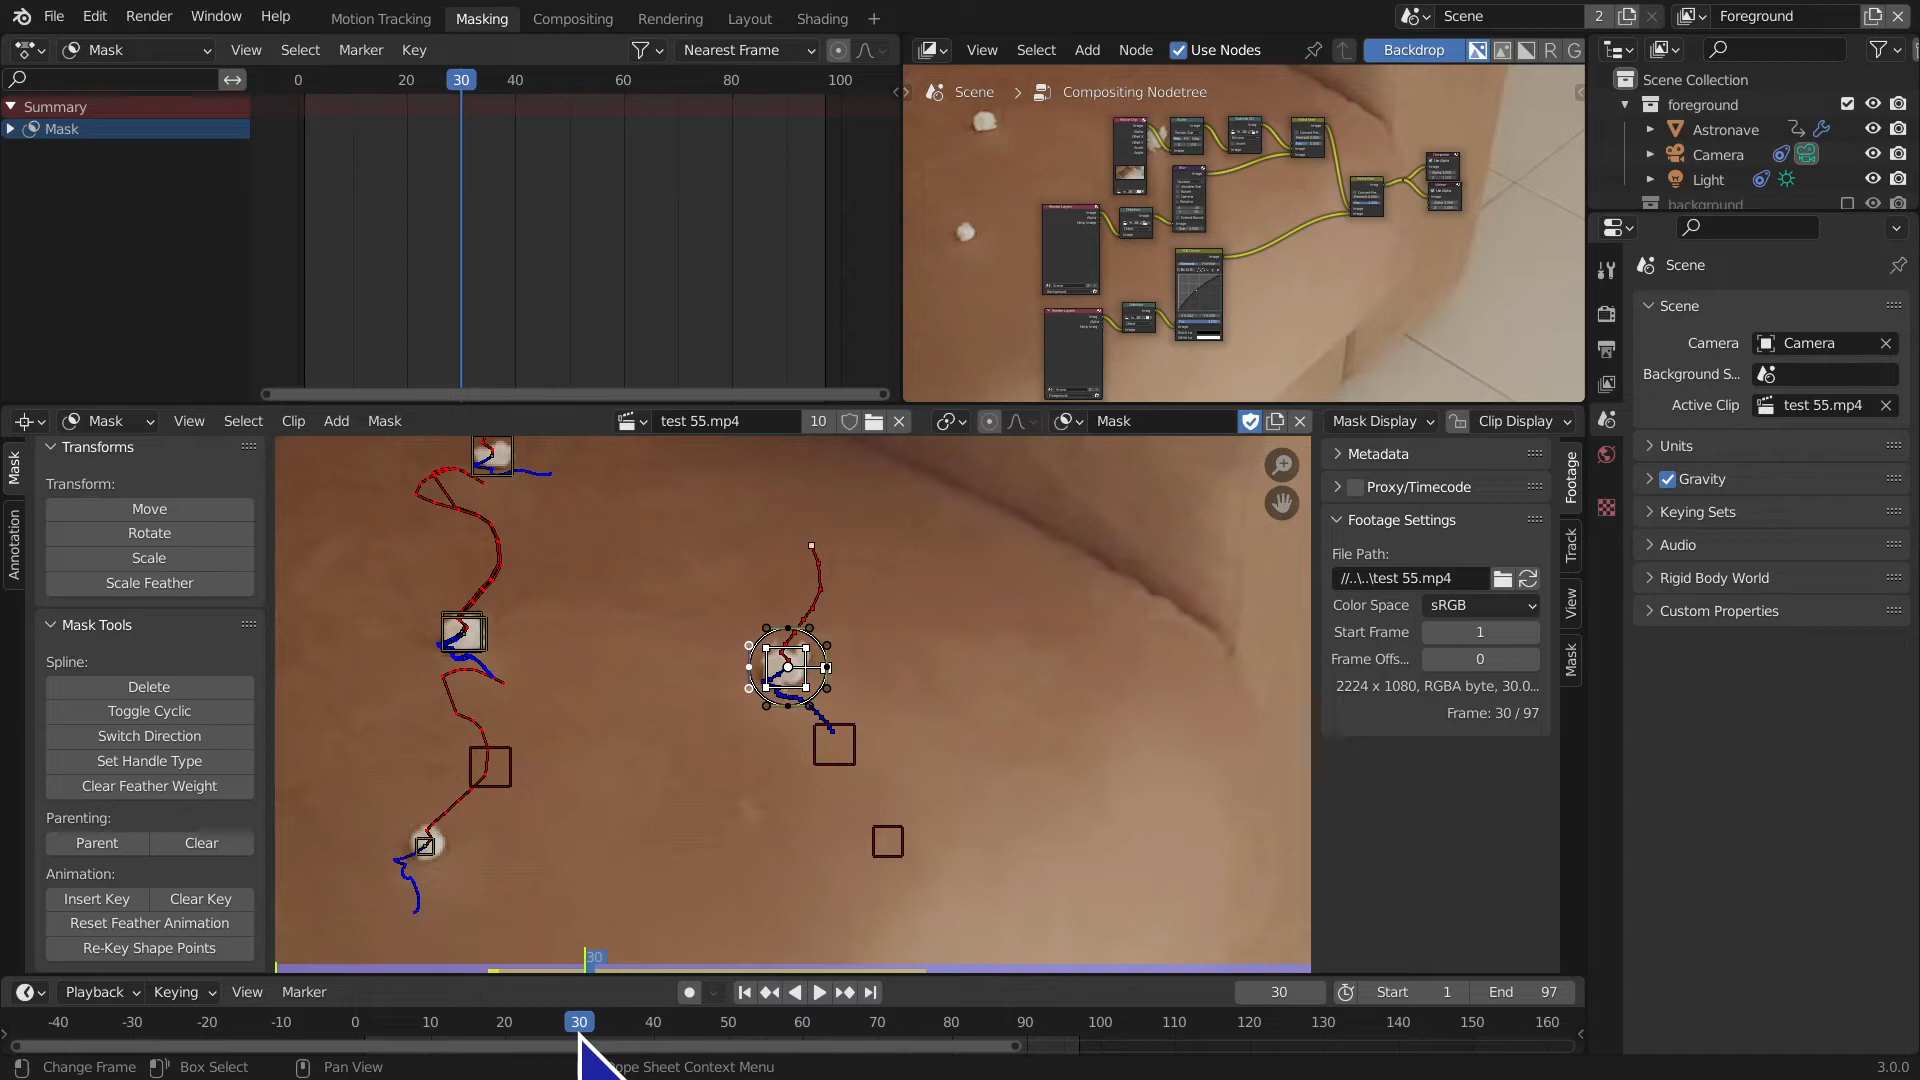 File Edit Render Window Help Motion Tracking Masking Compositing Rendering Layout Shading + Scene 2 Foreground
Mask View Select Marker Key Nearest Frame
View Select Add Node Use Nodes Backdrop R G
0 20 30 40 60 80 100
Summary
Mask
Scene > Compositing Nodetree
Scene Collection
foreground
Astronave
Camera
Light
background
Scene
Scene
Camera Camera
Background S...
Active Clip test 55.mp4
Units
Gravity
Keying Sets
Audio
Rigid Body World
Custom Properties
Mask View Select Clip Add Mask test 55.mp4 10 Mask Mask Display Clip Display
Mask
Annotation
Transforms
Transform:
Move
Rotate
Scale
Scale Feather
Mask Tools
Spline:
Delete
Toggle Cyclic
Switch Direction
Set Handle Type
Clear Feather Weight
Parenting:
Parent Clear
Animation:
Insert Key Clear Key
Reset Feather Animation
Re-Key Shape Points
30
Metadata
Proxy/Timecode
Footage Settings
File Path:
//..\..\test 55.mp4
Color Space sRGB
Start Frame 1
Frame Offs... 0
2224 x 1080, RGBA byte, 30.0...
Frame: 30 / 97
Footage
Track
View
Mask
Playback Keying View Marker 30 Start 1 End 97
-40 -30 -20 -10 0 10 20 30 40 50 60 70 80 90 100 110 120 130 140 150 160
Change Frame Box Select Pan View ope Sheet Context Menu 3.0.0